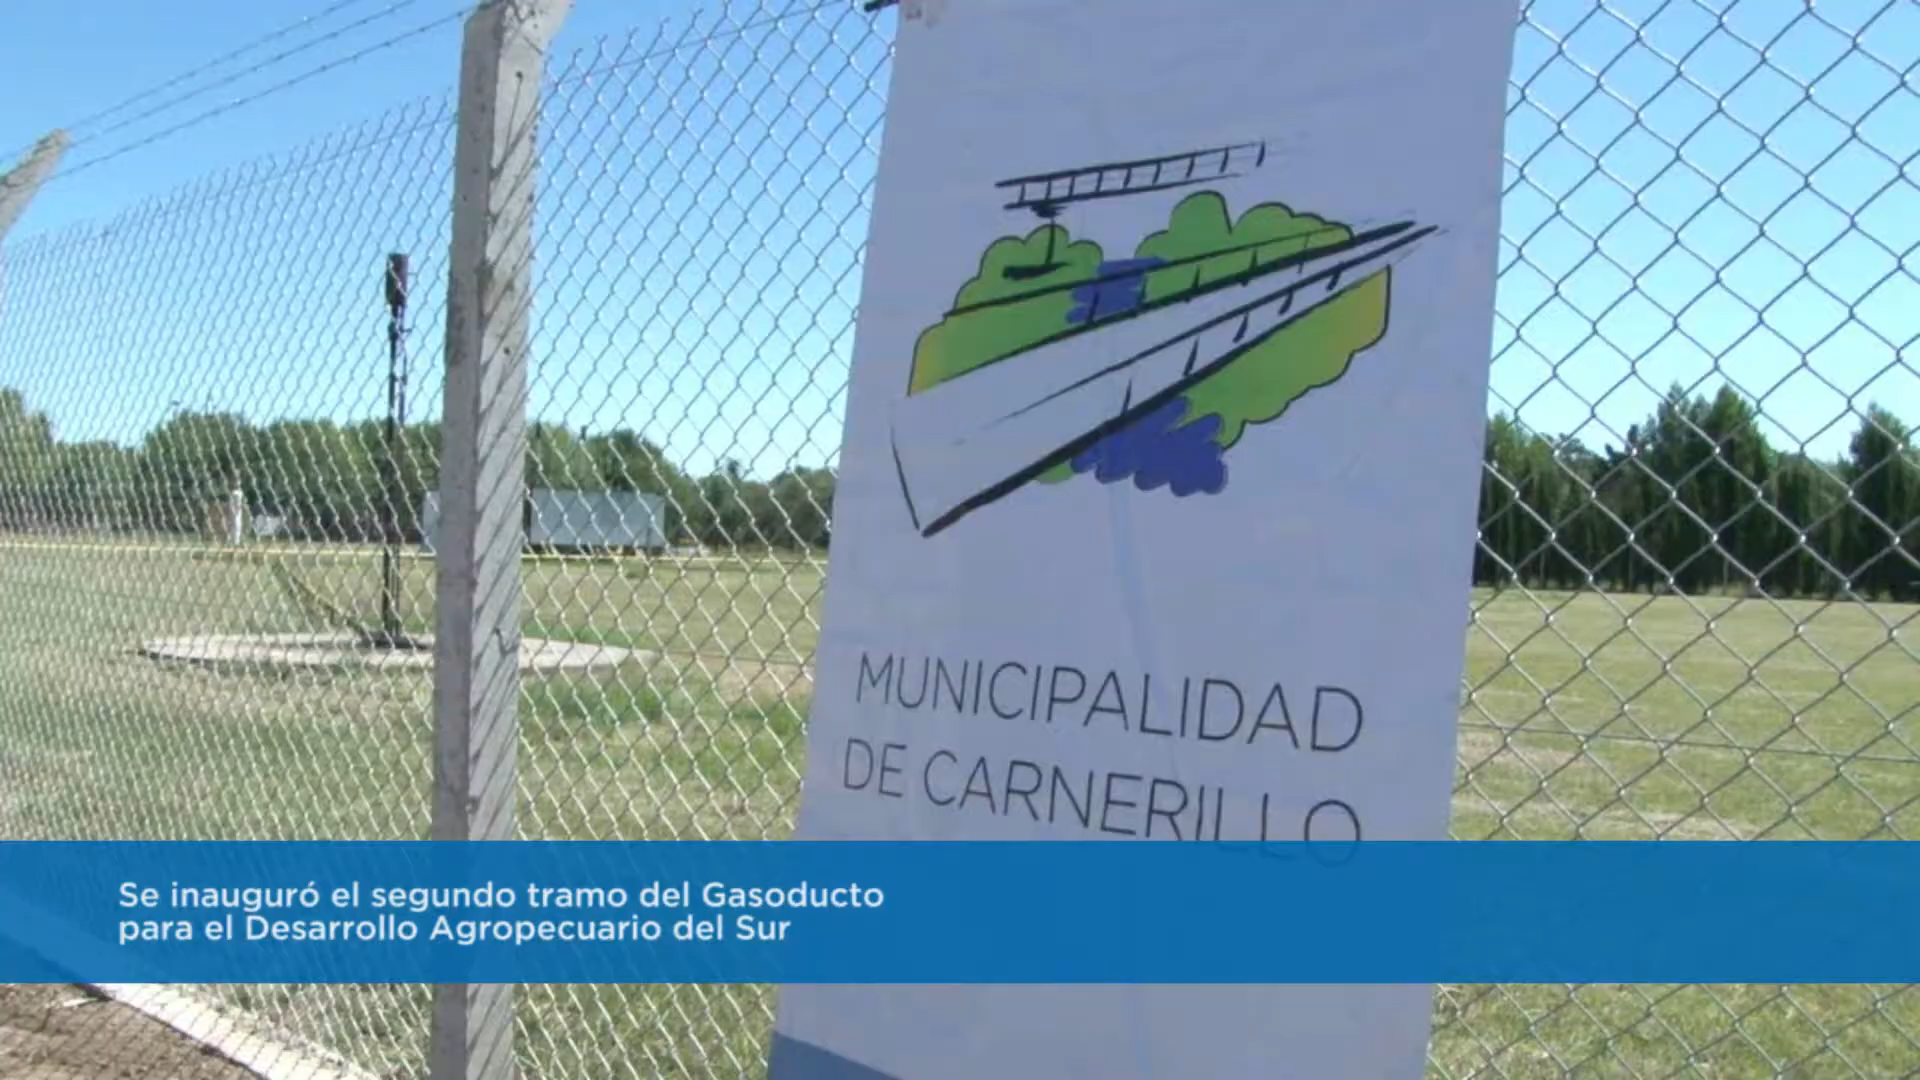 MUNICIPALIDAD
DE CARNERILLO
Se inauguró el segundo tramo del Gasoducto
para el Desarrollo Agropecuario del Sur